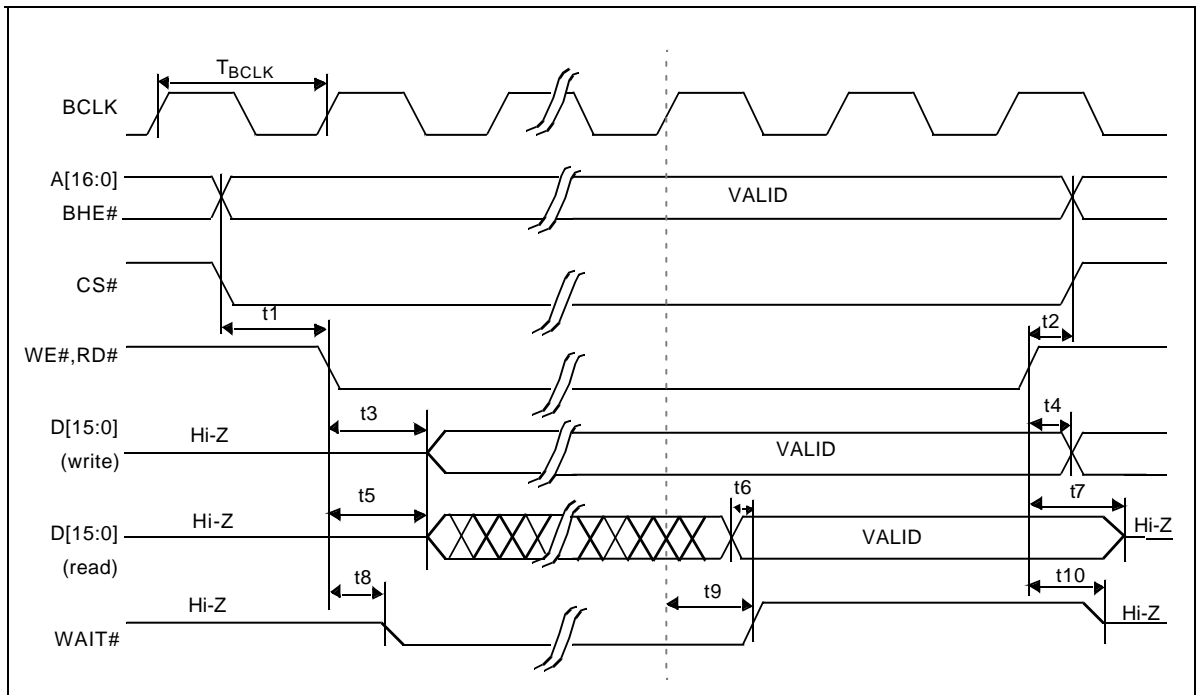 TBCLK
BCLK
A[16:0]
VALID
BHE#
CS#
t1
t2
WE#,RD#
t3
t4
D[15:0]
Hi-Z
VALID
(write)
t6
t5
t7
D[15:0]
Hi-Z
VALID
Hi-Z
(read)
t8
t9
t10
Hi-Z
Hi-Z
WAIT#